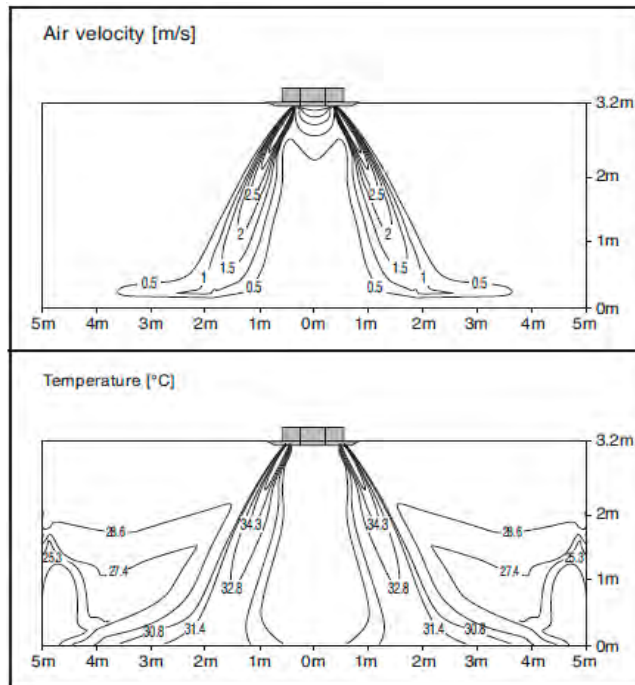 Air velocity [m/s]
3.2m
2m
2.5 2.5
2 2
1m
1.5 1.5
1 1
0.5 0.5 0.5 0.5
0m
5m 4m 3m 2m 1m 0m 1m 2m 3m 4m 5m
Temperature [°C]
3.2m
2m
34.3 34.3
28.6 28.6
25.3 25.3
27.4 27.4
32.8 32.8
1m
30.8 31.4 31.4 30.8
0m
5m 4m 3m 2m 1m 0m 1m 2m 3m 4m 5m